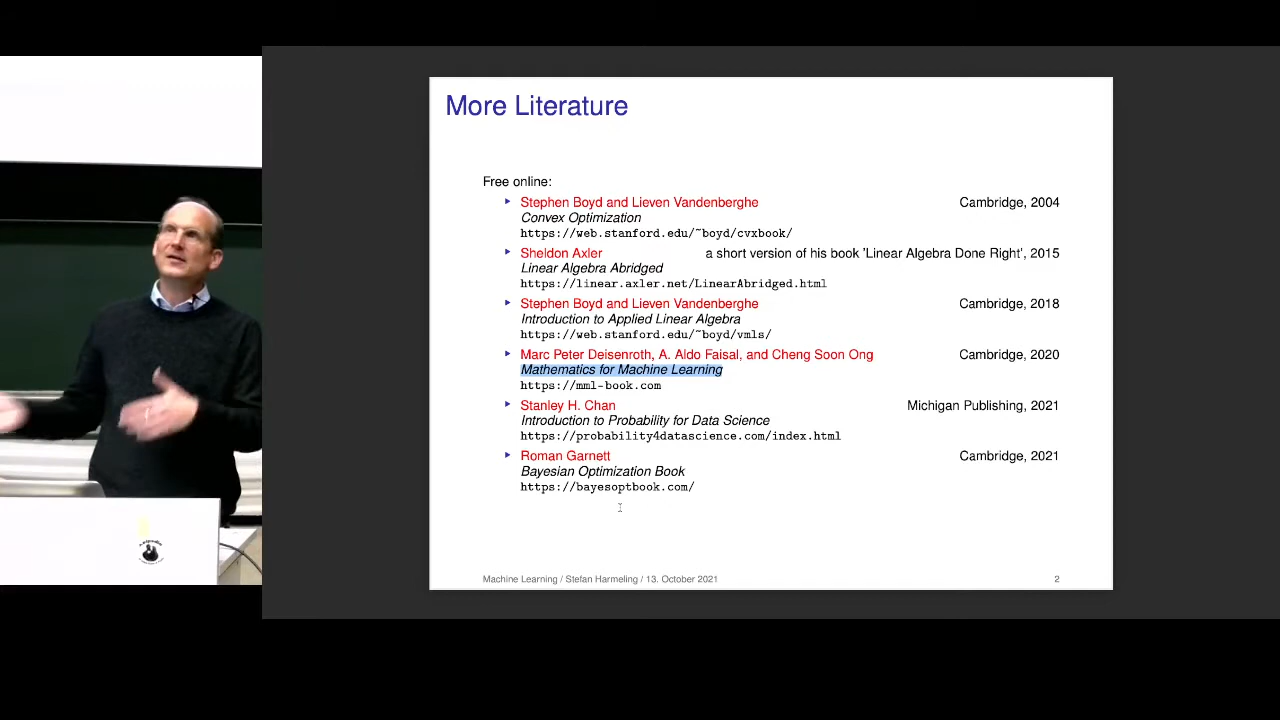 More Literature
Free online:
▸ Stephen Boyd and Lieven Vandenberghe Cambridge, 2004
Convex Optimization
https://web.stanford.edu/~boyd/cvxbook/
▸ Sheldon Axler a short version of his book 'Linear Algebra Done Right', 2015
Linear Algebra Abridged
https://linear.axler.net/LinearAbridged.html
▸ Stephen Boyd and Lieven Vandenberghe Cambridge, 2018
Introduction to Applied Linear Algebra
https://web.stanford.edu/~boyd/vmls/
▸ Marc Peter Deisenroth, A. Aldo Faisal, and Cheng Soon Ong Cambridge, 2020
Mathematics for Machine Learning
https://mml-book.com
▸ Stanley H. Chan Michigan Publishing, 2021
Introduction to Probability for Data Science
https://probability4datascience.com/index.html
▸ Roman Garnett Cambridge, 2021
Bayesian Optimization Book
https://bayesoptbook.com/
Machine Learning / Stefan Harmeling / 13. October 2021 2